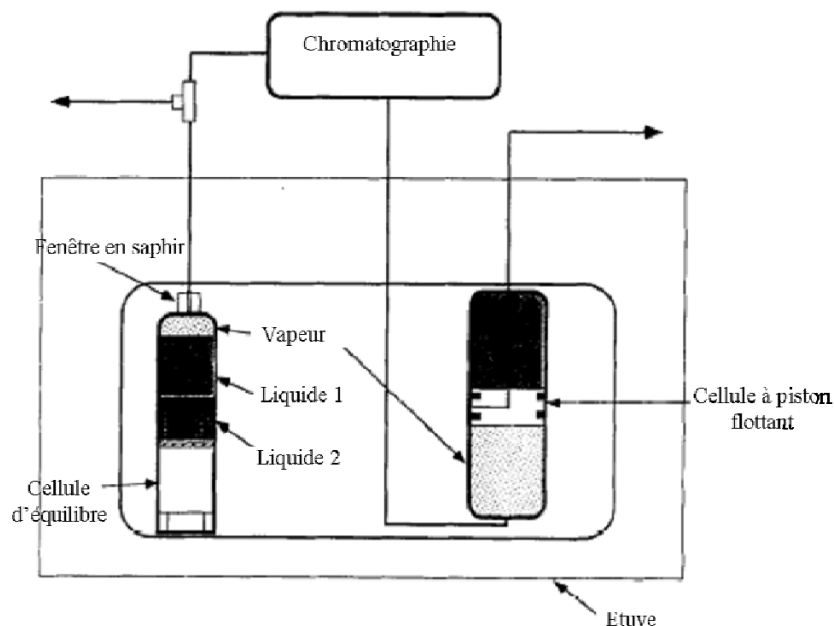 Chromatographie
Fenêtre en saphir
Vapeur
Liquide 1
Liquide 2
Cellule
d'équilibre
Cellule à piston
flottant
Etuve